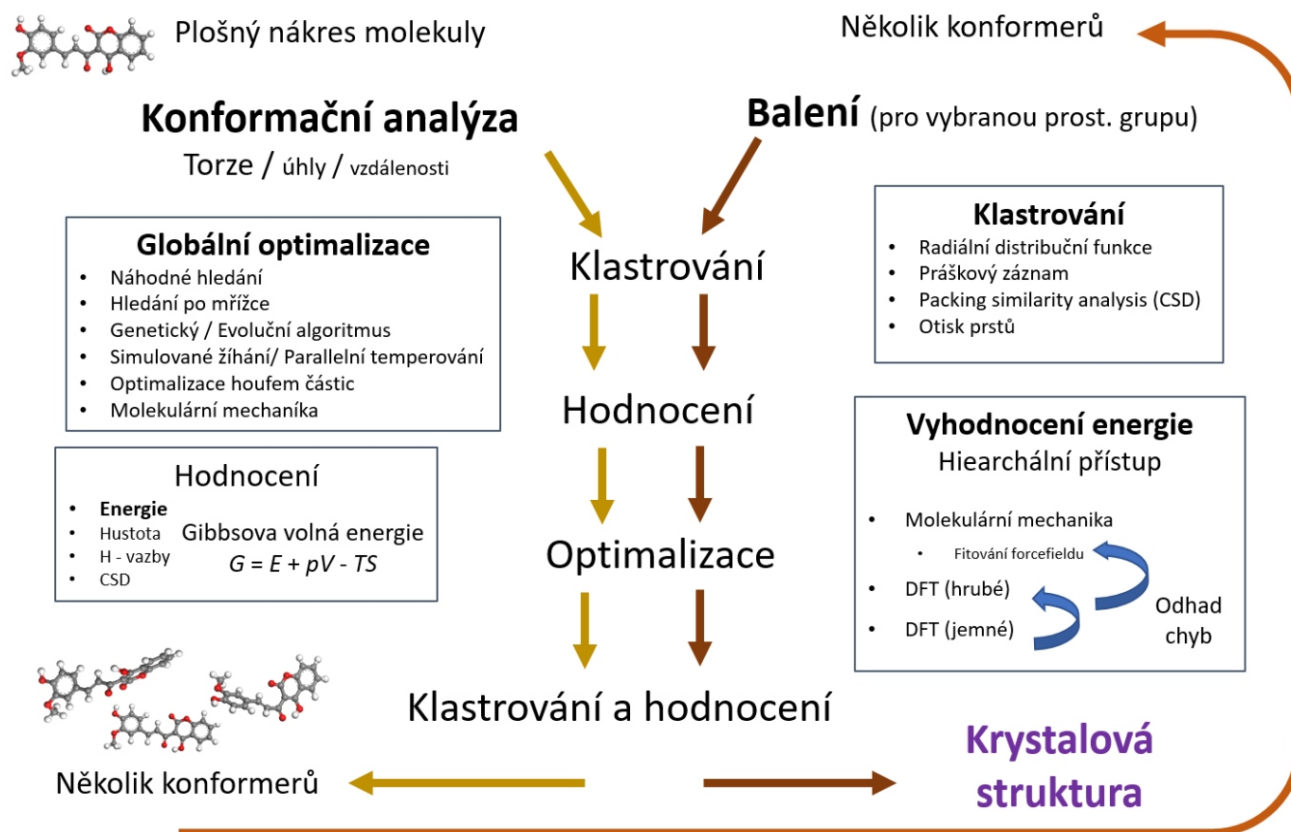 Plošný nákres molekuly
Několik konformerů
Konformační analýza
Torze / úhly / vzdálenosti
Balení (pro vybranou prost. grupu)
Globální optimalizace
• Náhodné hledání
• Hledání po mřížce
• Genetický / Evoluční algoritmus
• Simulované žíhání/ Parallelní temperování
• Optimalizace houfem částic
• Molekulární mechaníka
Klastrování
Klastrování
• Radiální distribuční funkce
• Práškový záznam
• Packing similarity analysis (CSD)
• Otisk prstů
Hodnocení
Hodnocení
• Energie
• Hustota
• H - vazby
• CSD
Gibbsova volná energie
G = E + pV - TS
Optimalizace
Vyhodnocení energie
Hiearchální přístup
• Molekulární mechanika
• Fitování forcefieldu
• DFT (hrubé)
• DFT (jemné)
Odhad
chyb
Klastrování a hodnocení
Několik konformerů
Krystalová
struktura